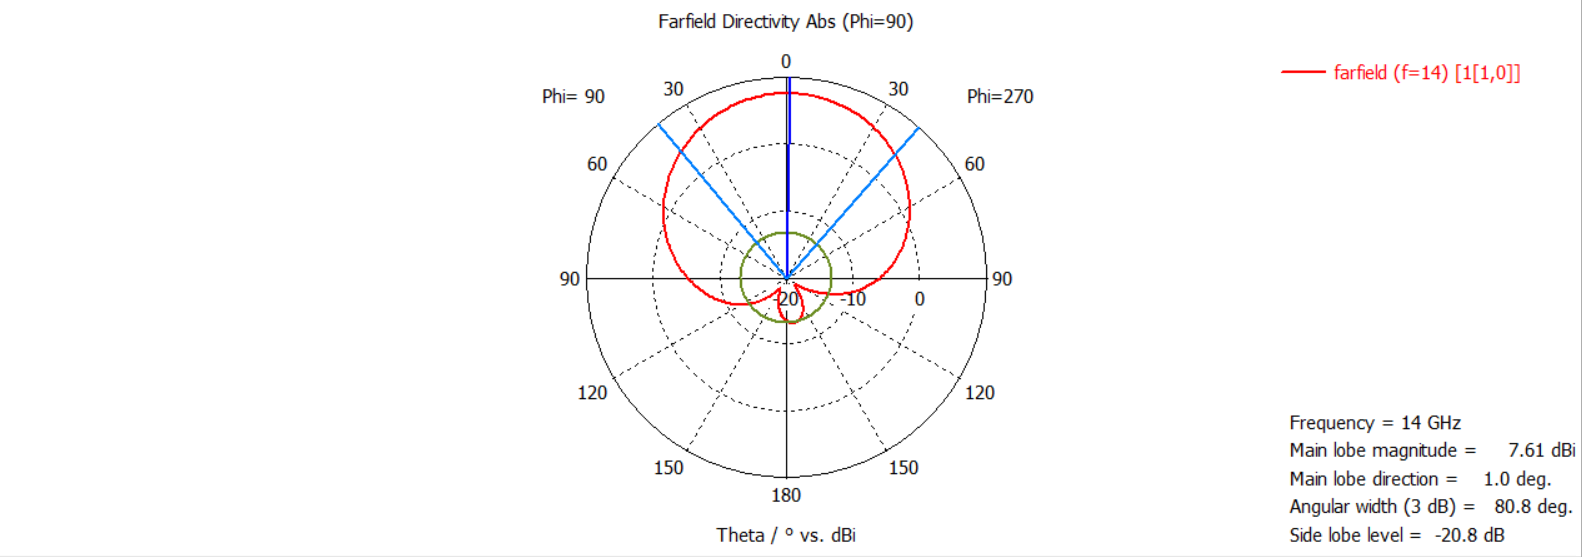 Farfield Directivity Abs (Phi=90)
farfield (f=14) [1[1,0]]
0
30
30
Phi= 90
Phi=270
60
60
90
90
-20
-10
0
120
120
150
150
180
Theta / º vs. dBi
Frequency = 14 GHz
Main lobe magnitude = 7.61 dBi
Main lobe direction = 1.0 deg.
Angular width (3 dB) = 80.8 deg.
Side lobe level = -20.8 dB